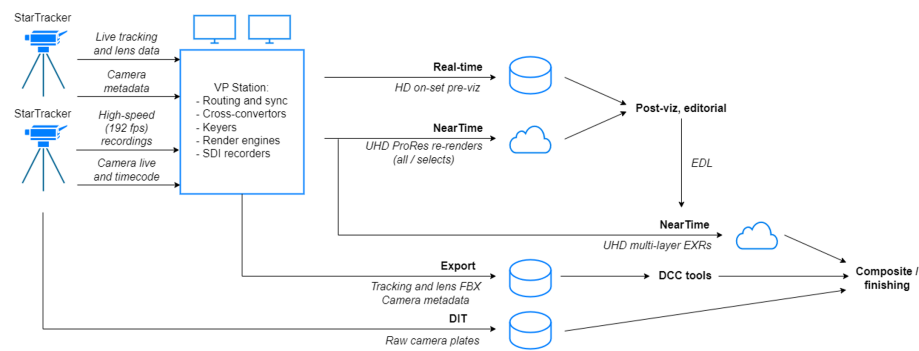 StarTracker
Live tracking
and lens data
Camera
metadata
StarTracker
High-speed
(192 fps)
recordings
Camera live
and timecode
VP Station:
- Routing and sync
- Cross-convertors
- Keyers
- Render engines
- SDI recorders
Real-time
HD on-set pre-viz
NearTime
UHD ProRes re-renders
(all / selects)
Post-viz, editorial
EDL
NearTime
UHD multi-layer EXRs
Export
Tracking and lens FBX
Camera metadata
DCC tools
Composite /
finishing
DIT
Raw camera plates